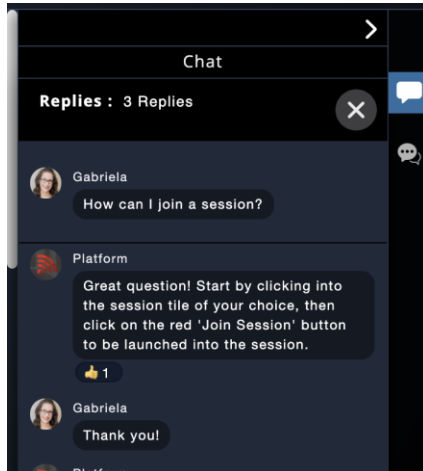 Chat
Replies : 3 Replies
Gabriela
How can I join a session?
Platform
Great question! Start by clicking into
the session tile of your choice, then
click on the red 'Join Session' button
to be launched into the session.
👍 1
Gabriela
Thank you!